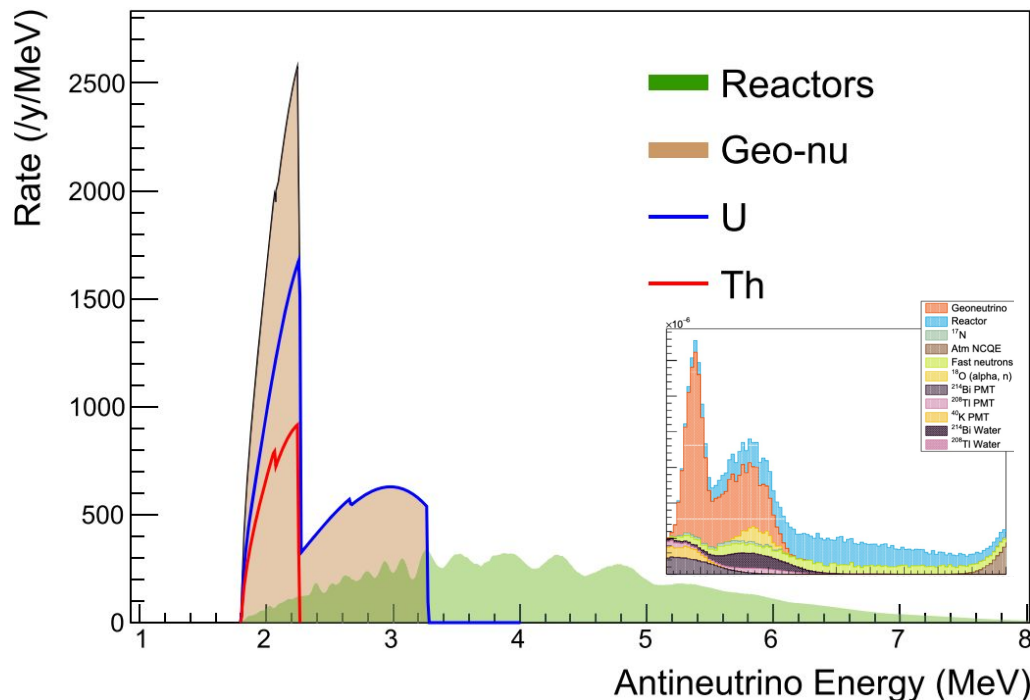 Rate (/y/MeV)
2500
2000
1500
1000
500
0
Reactors
Geo-nu
U
Th
×10⁻⁶
Geoneutrino
Reactor
¹⁷N
Atm NCQE
Fast neutrons
¹⁸O (alpha, n)
²¹⁴Bi PMT
²⁰⁸Tl PMT
⁴⁰K PMT
²¹⁴Bi Water
²⁰⁸Tl Water
1 2 3 4 5 6 7 8
Antineutrino Energy (MeV)